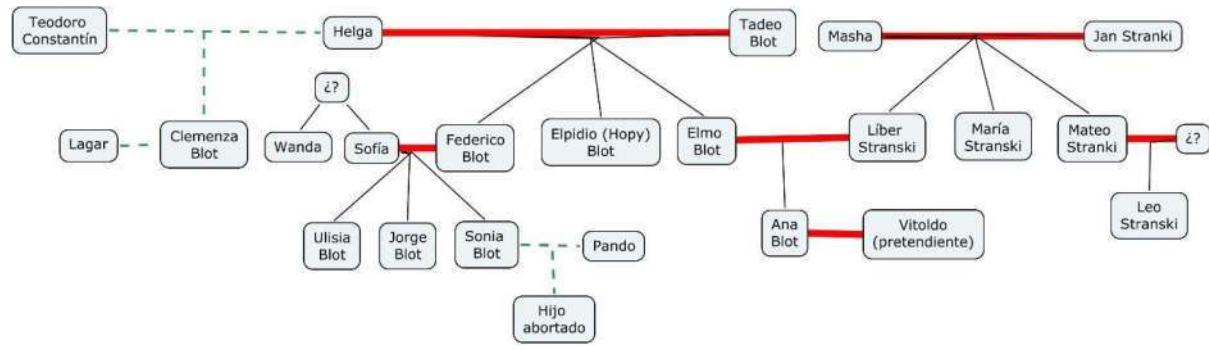 Teodoro
Constantín
Helga
Tadeo
Blot
Masha
Jan Stranki
¿?
Lagar
Clemenza
Blot
Wanda
Sofía
Federico
Blot
Elpidio (Hopy)
Blot
Elmo
Blot
Líber
Stranski
María
Stranski
Mateo
Stranki
¿?
Ulisia
Blot
Jorge
Blot
Sonia
Blot
Pando
Ana
Blot
Vitoldo
(pretendiente)
Leo
Stranski
Hijo
abortado